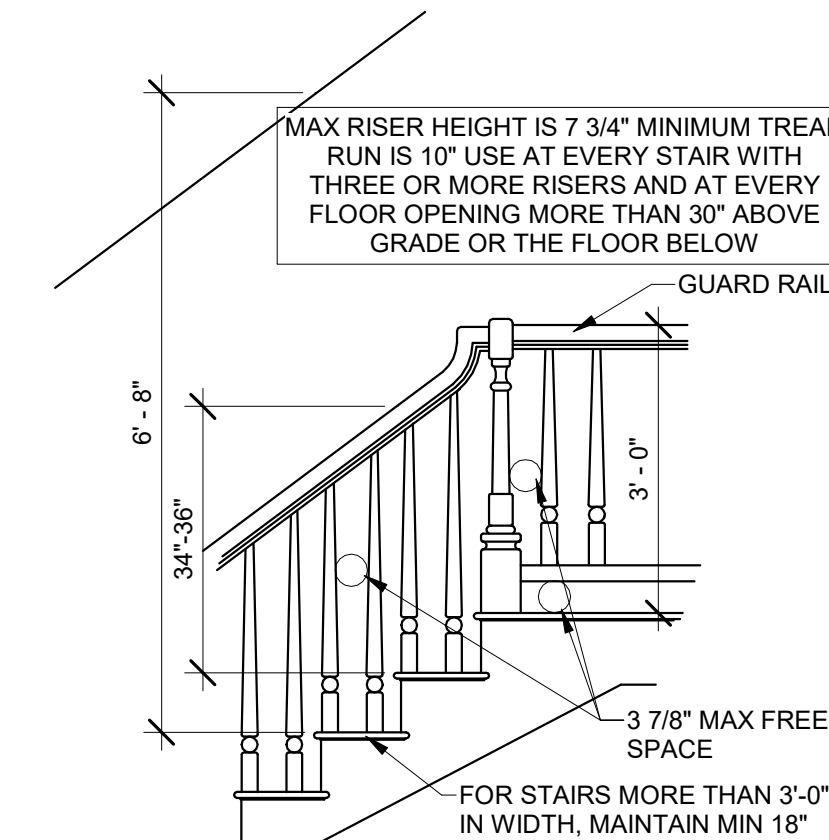 MAX RISER HEIGHT IS 7 3/4" MINIMUM TREAD
RUN IS 10" USE AT EVERY STAIR WITH
THREE OR MORE RISERS AND AT EVERY
FLOOR OPENING MORE THAN 30" ABOVE
GRADE OR THE FLOOR BELOW
GUARD RAIL
6' - 8"
34"-36"
3' - 0"
3 7/8" MAX FREE
SPACE
FOR STAIRS MORE THAN 3'-0"
IN WIDTH, MAINTAIN MIN 18"